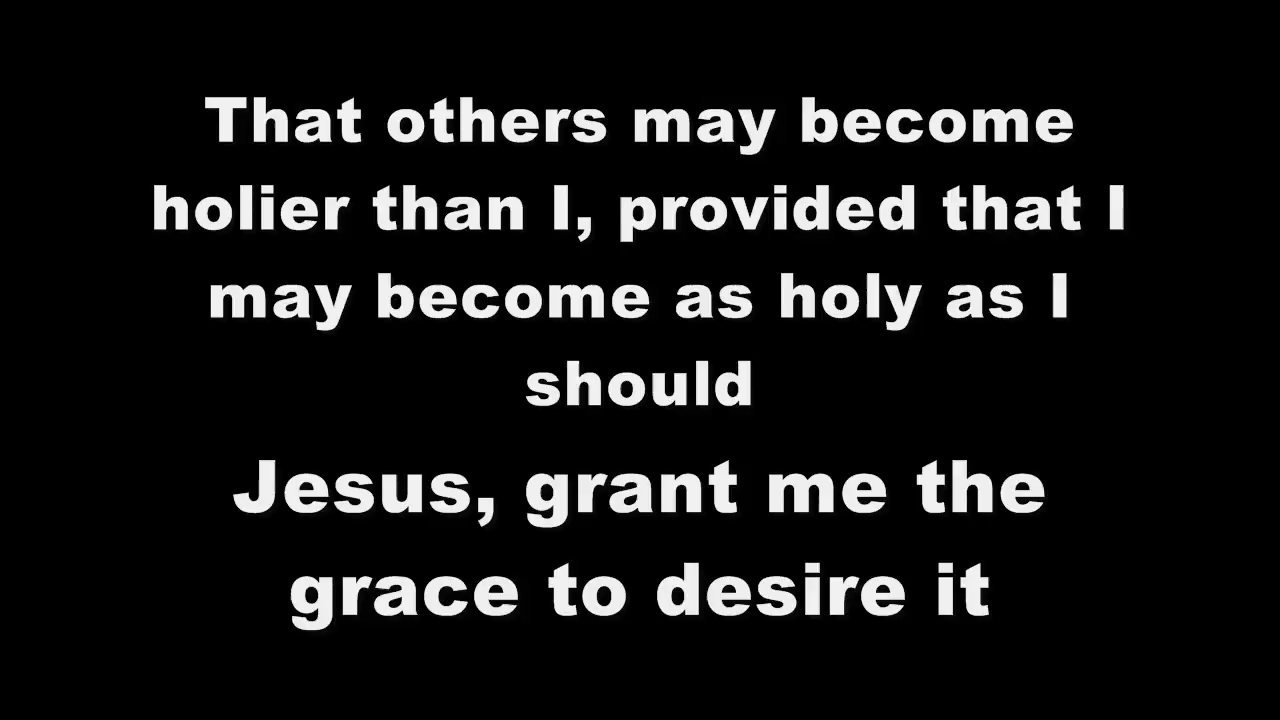 That others may become
holier than I, provided that I
may become as holy as I
should
Jesus, grant me the
grace to desire it